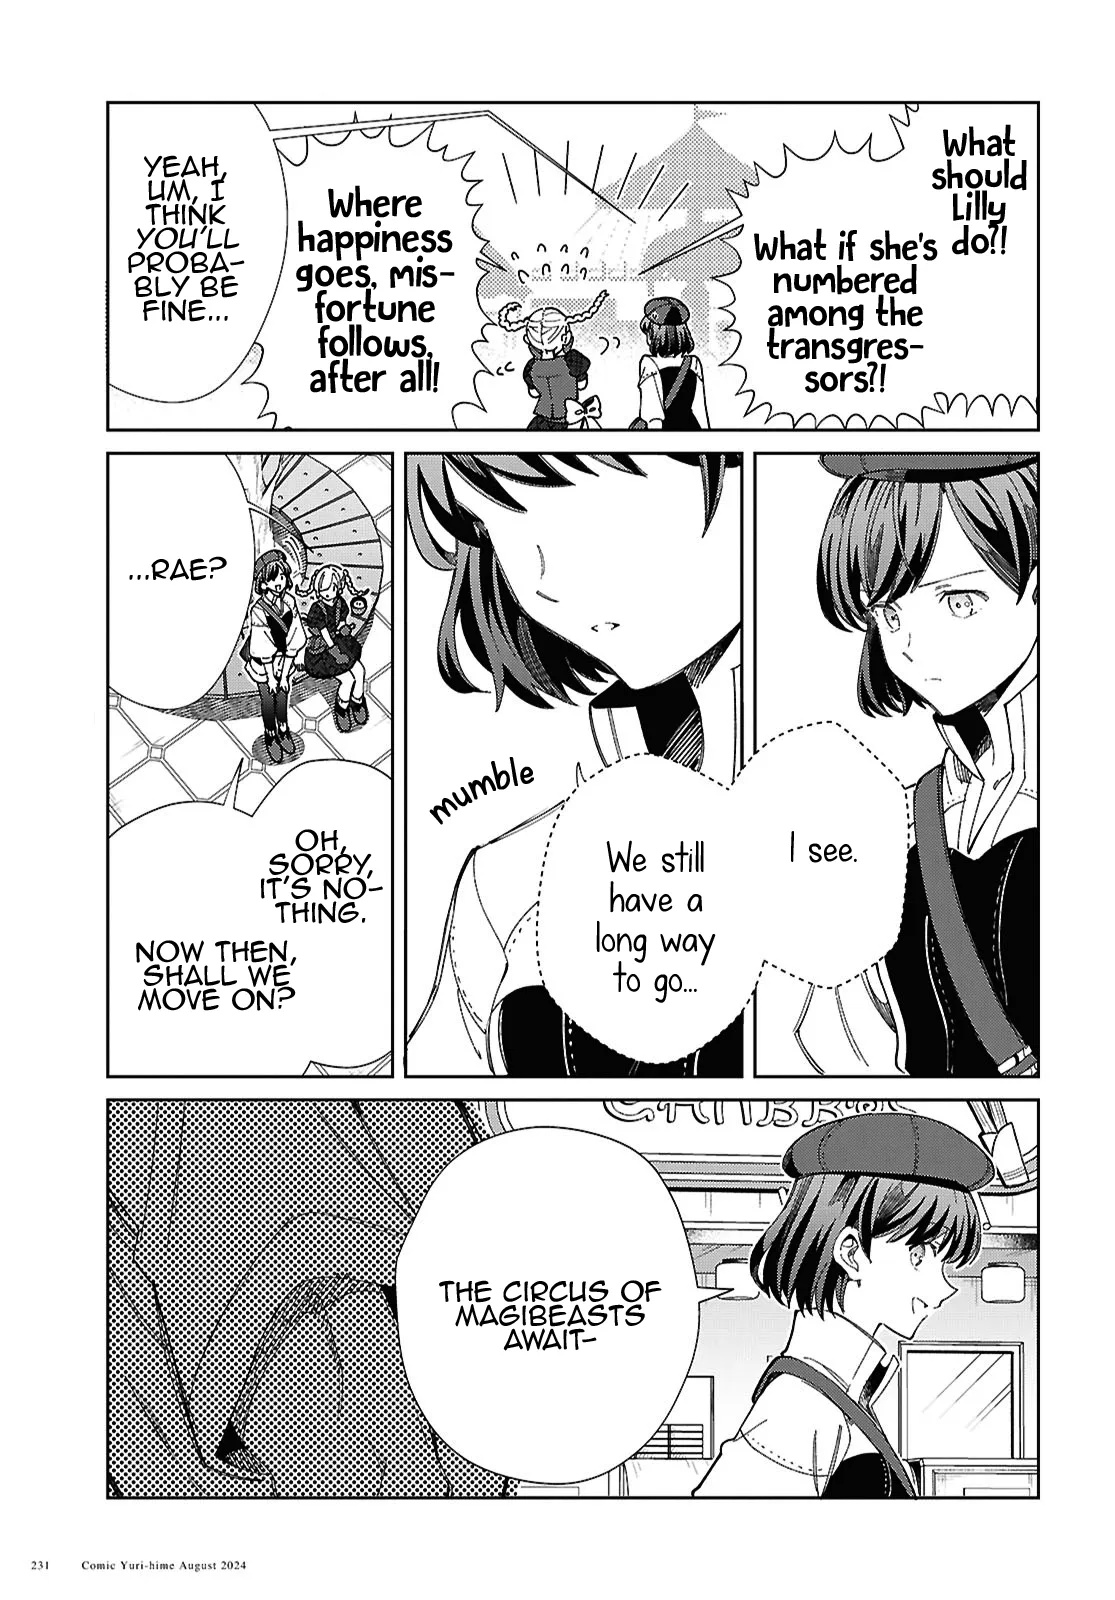 What
should
Lilly
do?!
What if she's
numbered
among the
transgres-
sors?!
Where
happiness
goes, mis-
fortune
follows,
after all!
YEAH,
UM, I
THINK
YOU'LL
PROBA-
BLY BE
FINE...
I see.
We still
have a
long way
to go...
mumble
...RAE?
OH,
SORRY,
IT'S NO-
THING.
NOW THEN,
SHALL WE
MOVE ON?
THE CIRCUS OF
MAGIBEASTS
AWAIT-
231 Comic Yuri-hime August 2024